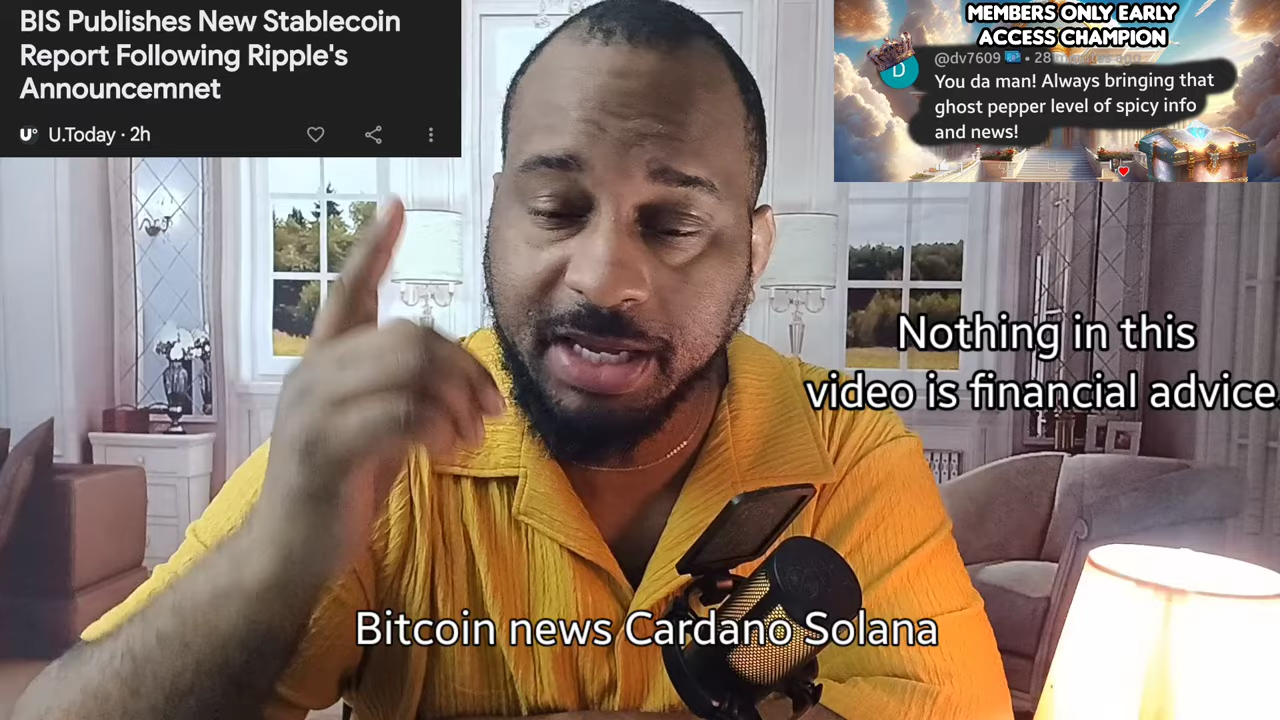 BIS Publishes New Stablecoin
Report Following Ripple's
Announcemnet
U.Today · 2h
MEMBERS ONLY EARLY
ACCESS CHAMPION
D
@dv7609 • 28
You da man! Always bringing that
ghost pepper level of spicy info
and news!
Nothing in this
video is financial advice
Bitcoin news Cardano Solana